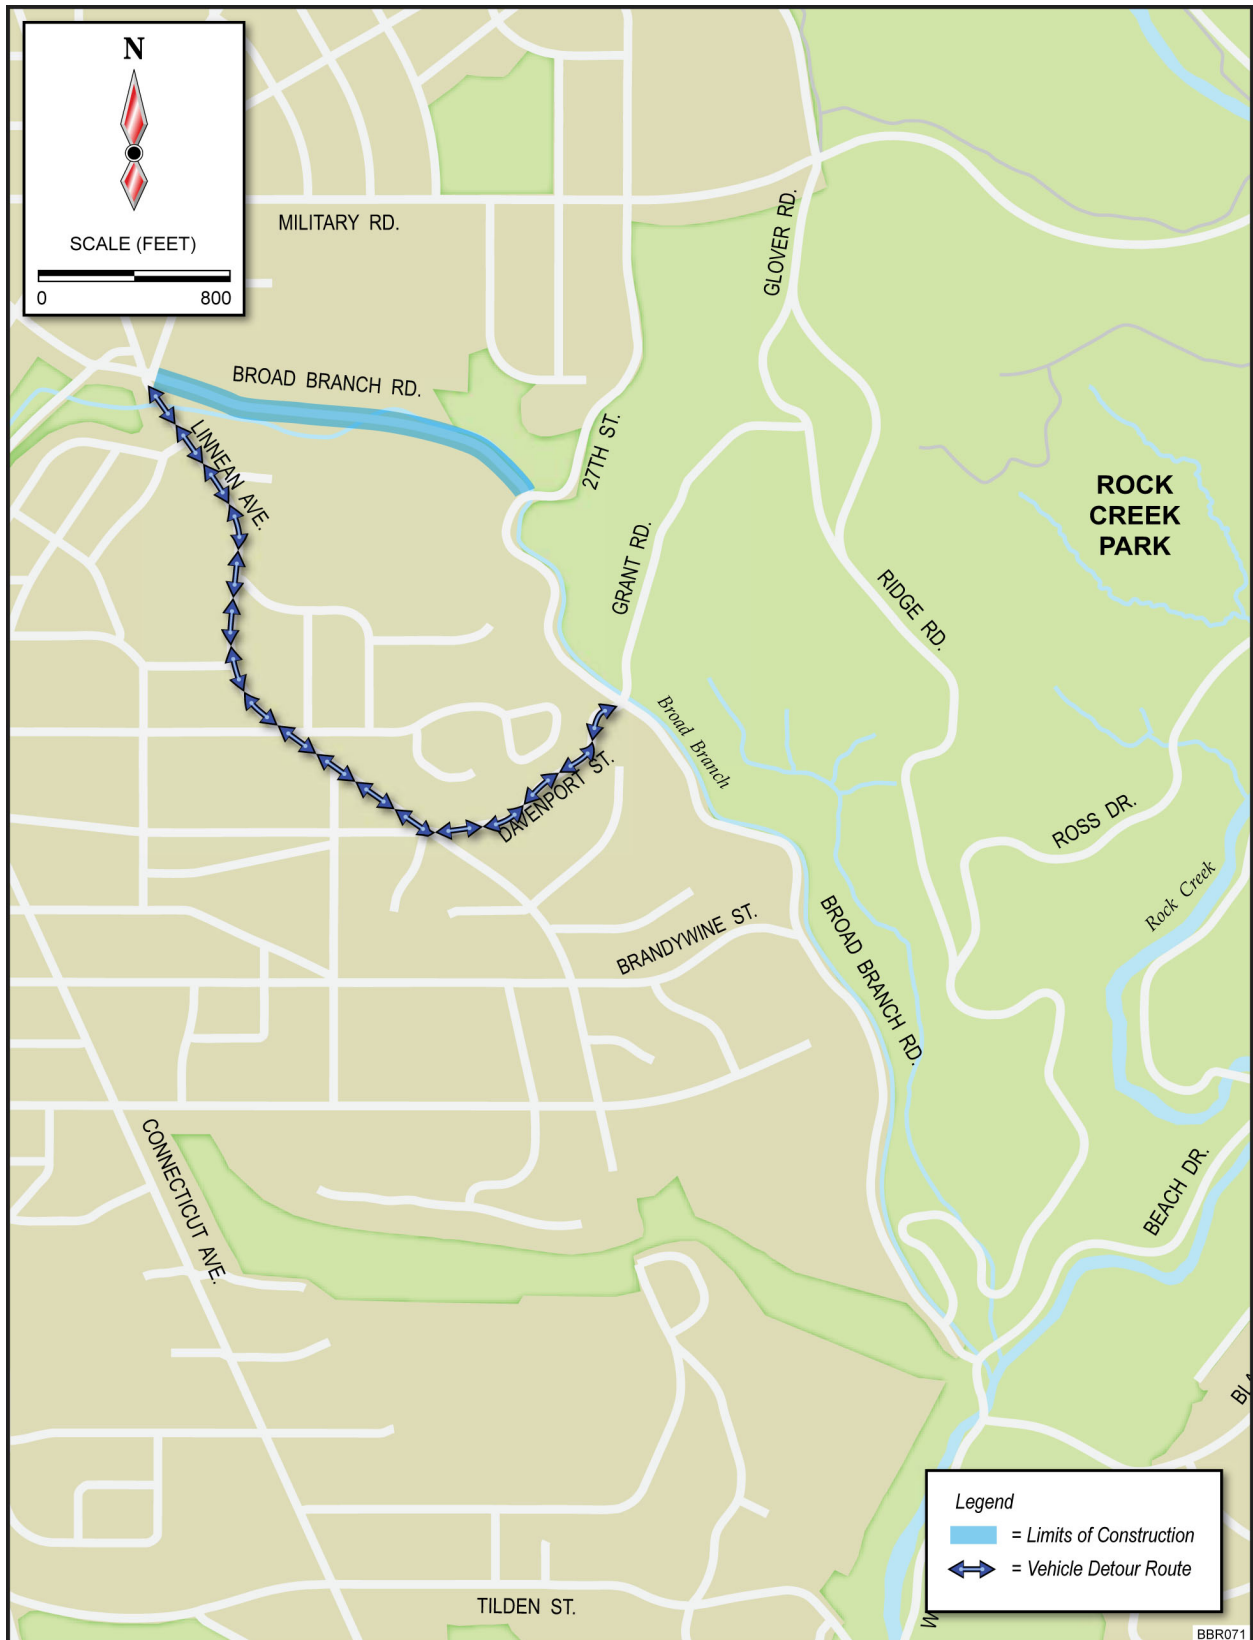 N
SCALE (FEET)
0 800
MILITARY RD.
GLOVER RD.
BROAD BRANCH RD.
LINNEAN AVE.
27TH ST.
GRANT RD.
ROCK
CREEK
PARK
RIDGE RD.
Broad Branch
DAVENPORT ST.
ROSS DR.
Rock Creek
BRANDYWINE ST.
BROAD BRANCH RD.
CONNECTICUT AVE.
BEACH DR.
TILDEN ST.
Legend
= Limits of Construction
= Vehicle Detour Route
BBR071